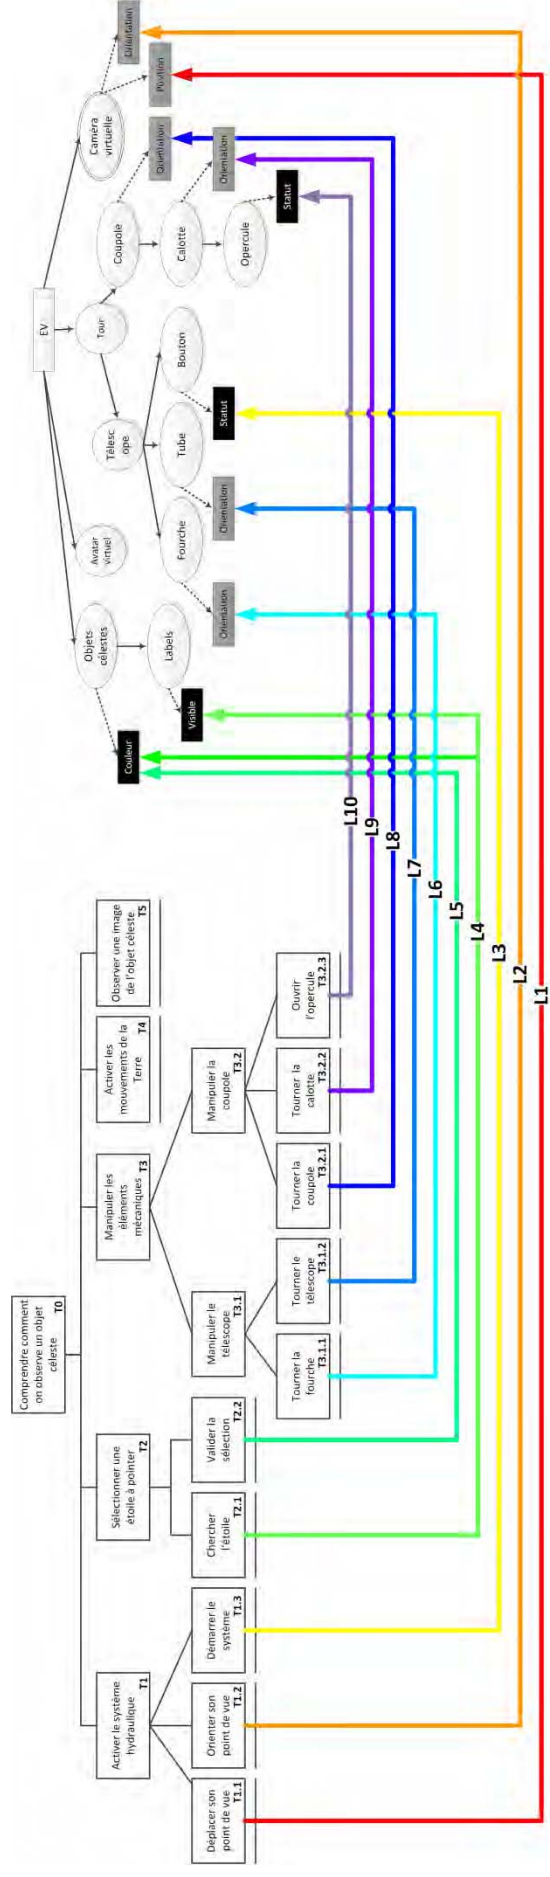 Comprendre comment
on observe un objet
céleste
T0
Activer le système
hydraulique
T1
Sélectionner une
étoile à pointer
T2
Manipuler les
éléments
mécaniques
T3
Activer les
mouvements de la
Terre
T4
Observer une image
de l'objet céleste
T5
Déplacer son
point de vue
T1.1
Orienter son
point de vue
T1.2
Démarrer le
système
T1.3
Chercher
l'étoile
T2.1
Valider la
sélection
T2.2
Manipuler le
télescope
T3.1
Manipuler la
coupole
T3.2
Tourner la
fourche
T3.1.1
Tourner le
télescope
T3.1.2
Tourner la
coupole
T3.2.1
Tourner la
calotte
T3.2.2
Ouvrir
l'opercule
T3.2.3
EV
Objets
célestes
Avatar
virtuel
Tour
Caméra
virtuelle
Télesc
ope
Coupole
Orientation
Position
Couleur
Labels
Fourche
Tube
Bouton
Calotte
Orientation
Visible
Orientation
Orientation
Statut
Opercule
Orientation
Statut
L10
L9
L8
L7
L6
L5
L4
L3
L2
L1